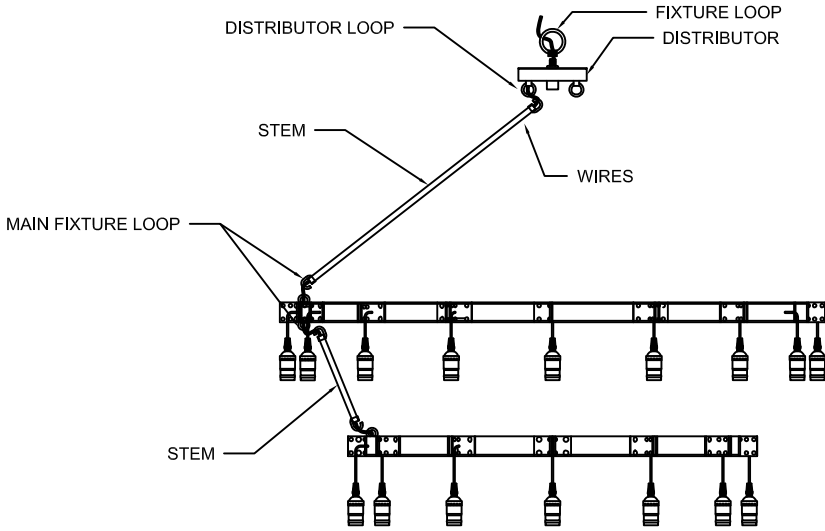 FIXTURE LOOP
DISTRIBUTOR LOOP
DISTRIBUTOR
STEM
WIRES
MAIN FIXTURE LOOP
STEM